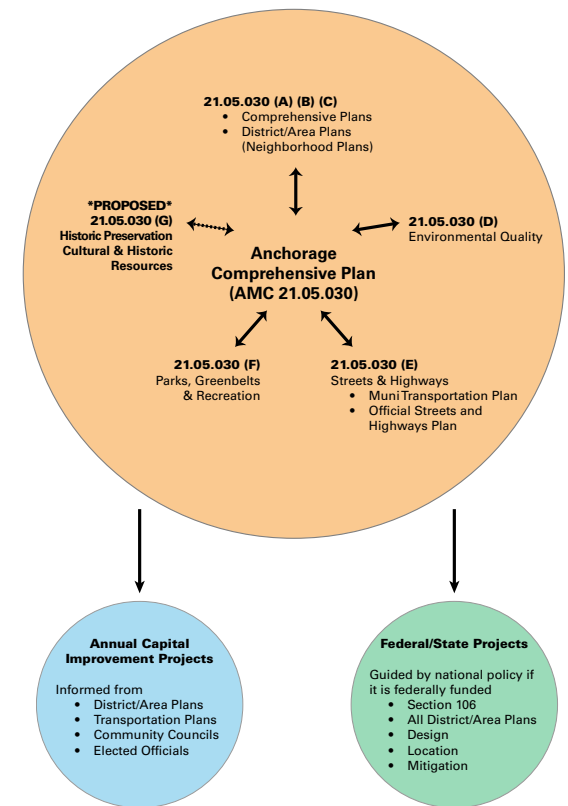 21.05.030 (A) (B) (C)
• Comprehensive Plans
• District/Area Plans
(Neighborhood Plans)
*PROPOSED*
21.05.030 (G)
Historic Preservation
Cultural & Historic
Resources
21.05.030 (D)
Environmental Quality
Anchorage
Comprehensive Plan
(AMC 21.05.030)
21.05.030 (F)
Parks, Greenbelts
& Recreation
21.05.030 (E)
Streets & Highways
• Muni Transportation Plan
• Official Streets and
Highways Plan
Annual Capital
Improvement Projects
Informed from
• District/Area Plans
• Transportation Plans
• Community Councils
• Elected Officials
Federal/State Projects
Guided by national policy if
it is federally funded
• Section 106
• All District/Area Plans
• Design
• Location
• Mitigation